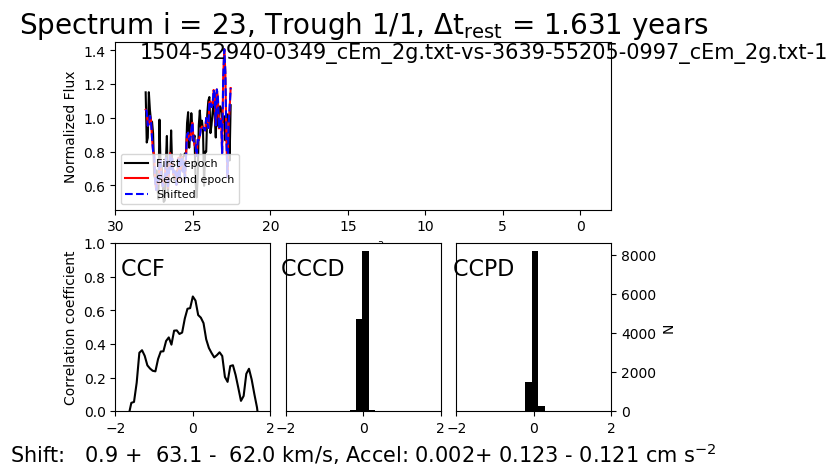 Spectrum i = 23, Trough 1/1, Δt_rest = 1.631 years
1504-52940-0349_cEm_2g.txt-vs-3639-55205-0997_cEm_2g.txt-1
1.4
1.2
1.0
0.8
0.6
Normalized Flux
First epoch
Second epoch
Shifted
30 25 20 15 10 5 0
1.0
0.8
0.6
0.4
0.2
0.0
Correlation coefficient
CCF
CCCD
CCPD
8000
6000
4000
2000
0
N
−2 0 2
−2 0 2
−2 0 2
Shift: 0.9 + 63.1 - 62.0 km/s, Accel: 0.002+ 0.123 - 0.121 cm s⁻²